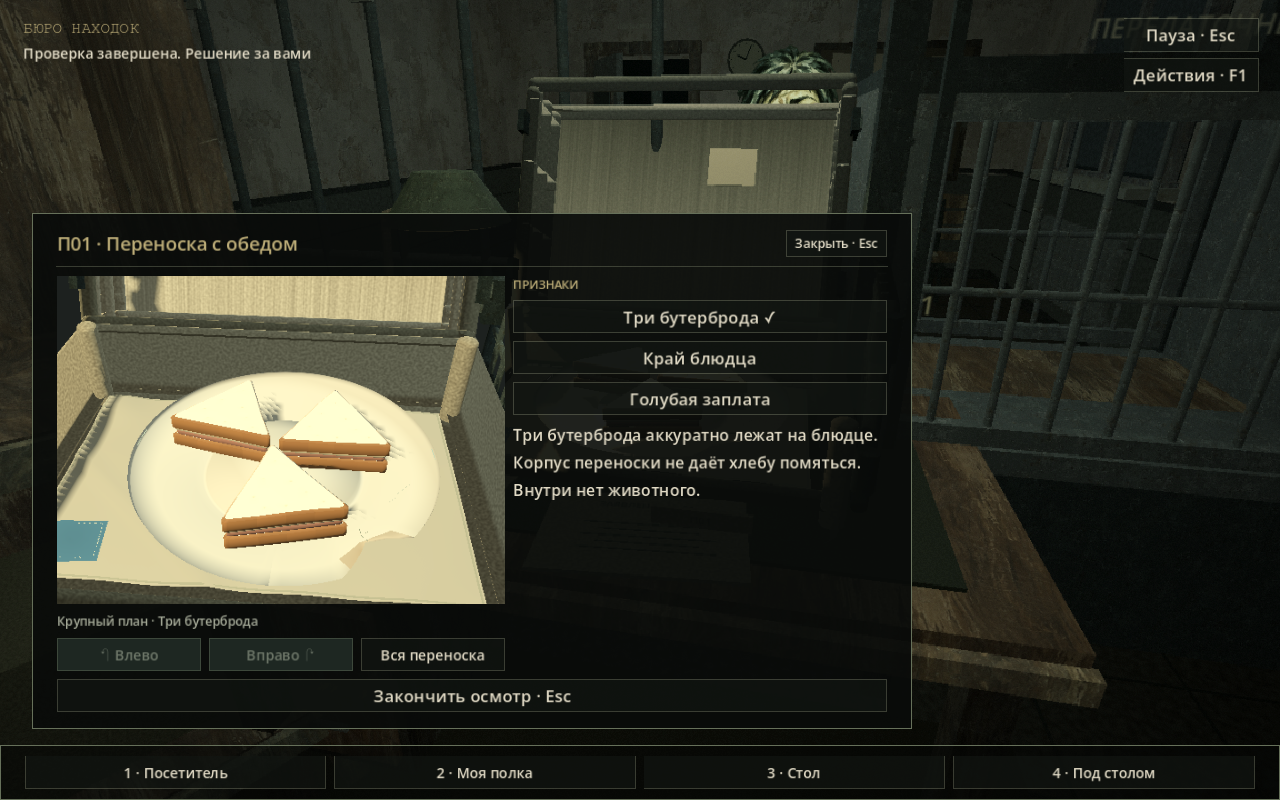 БЮРО НАХОДОК
Проверка завершена. Решение за вами
Пауза · Esc
Действия · F1
П01 · Переноска с обедом
Закрыть · Esc
ПРИЗНАКИ
Три бутерброда ✓
Край блюдца
Голубая заплата
Три бутерброда аккуратно лежат на блюдце.
Корпус переноски не даёт хлебу помяться.
Внутри нет животного.
Крупный план · Три бутерброда
Влево
Вправо
Вся переноска
Закончить осмотр · Esc
1 · Посетитель
2 · Моя полка
3 · Стол
4 · Под столом